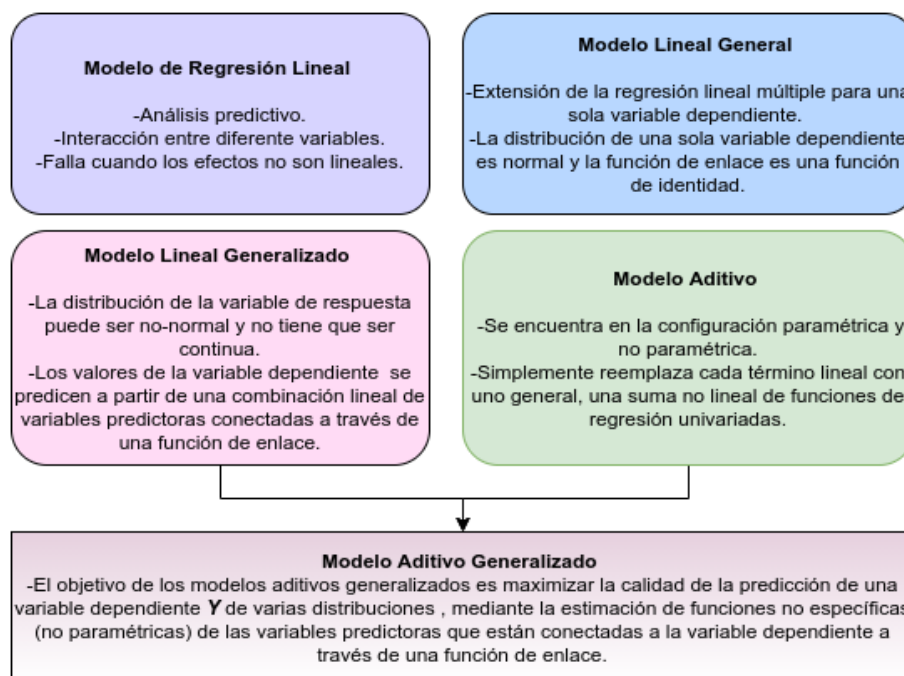 Modelo de Regresión Lineal
-Análisis predictivo.
-Interacción entre diferente variables.
-Falla cuando los efectos no son lineales.
Modelo Lineal General
-Extensión de la regresión lineal múltiple para una
sola variable dependiente.
-La distribución de una sola variable dependiente
es normal y la función de enlace es una función
de identidad.
Modelo Lineal Generalizado
-La distribución de la variable de respuesta
puede ser no-normal y no tiene que ser
continua.
-Los valores de la variable dependiente se
predicen a partir de una combinación lineal de
variables predictoras conectadas a través de
una función de enlace.
Modelo Aditivo
-Se encuentra en la configuración paramétrica y
no paramétrica.
-Simplemente reemplaza cada término lineal con
uno general, una suma no lineal de funciones de
regresión univariadas.
Modelo Aditivo Generalizado
-El objetivo de los modelos aditivos generalizados es maximizar la calidad de la predicción de una
variable dependiente Y de varias distribuciones , mediante la estimación de funciones no específicas
(no paramétricas) de las variables predictoras que están conectadas a la variable dependiente a
través de una función de enlace.